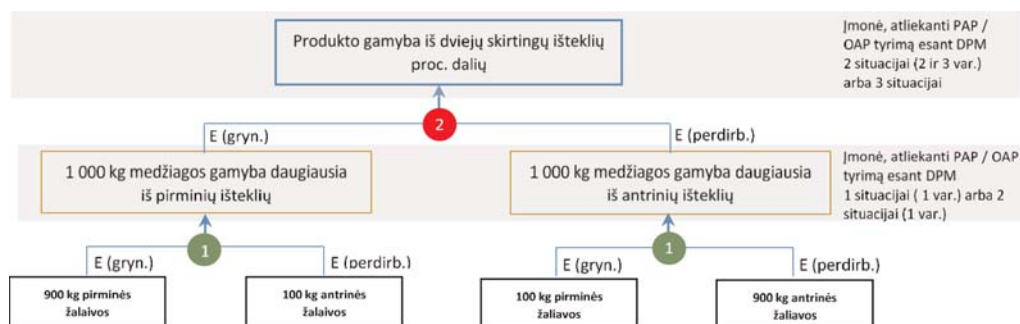 Produkto gamyba iš dviejų skirtingų išteklių
proc. dalių
Įmonė, atliekanti PAP /
OAP tyrimą esant DPM
2 situacijai (2 ir 3 var.)
arba 3 situacijai
2
E (gryn.)
E (perdirb.)
1 000 kg medžiagos gamyba daugiausia
iš pirminių išteklių
1 000 kg medžiagos gamyba daugiausia
iš antrinių išteklių
Įmonė, atliekanti PAP / OAP
tyrimą esant DPM
1 situacijai ( 1 var.) arba 2
situacijai (1 var.)
1
1
E (gryn.)
E (perdirb.)
E (gryn.)
E (perdirb.)
900 kg pirminės
žalaivos
100 kg antrinės
žalaivos
100 kg pirminės
žaliavos
900 kg antrinės
žaliavos